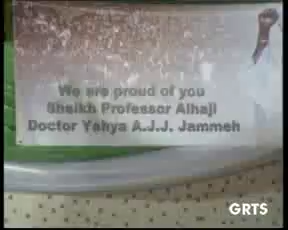 We are proud of you
Sheikh Professor Alhaji
Doctor Yahya A.J.J. Jammeh
GRTS